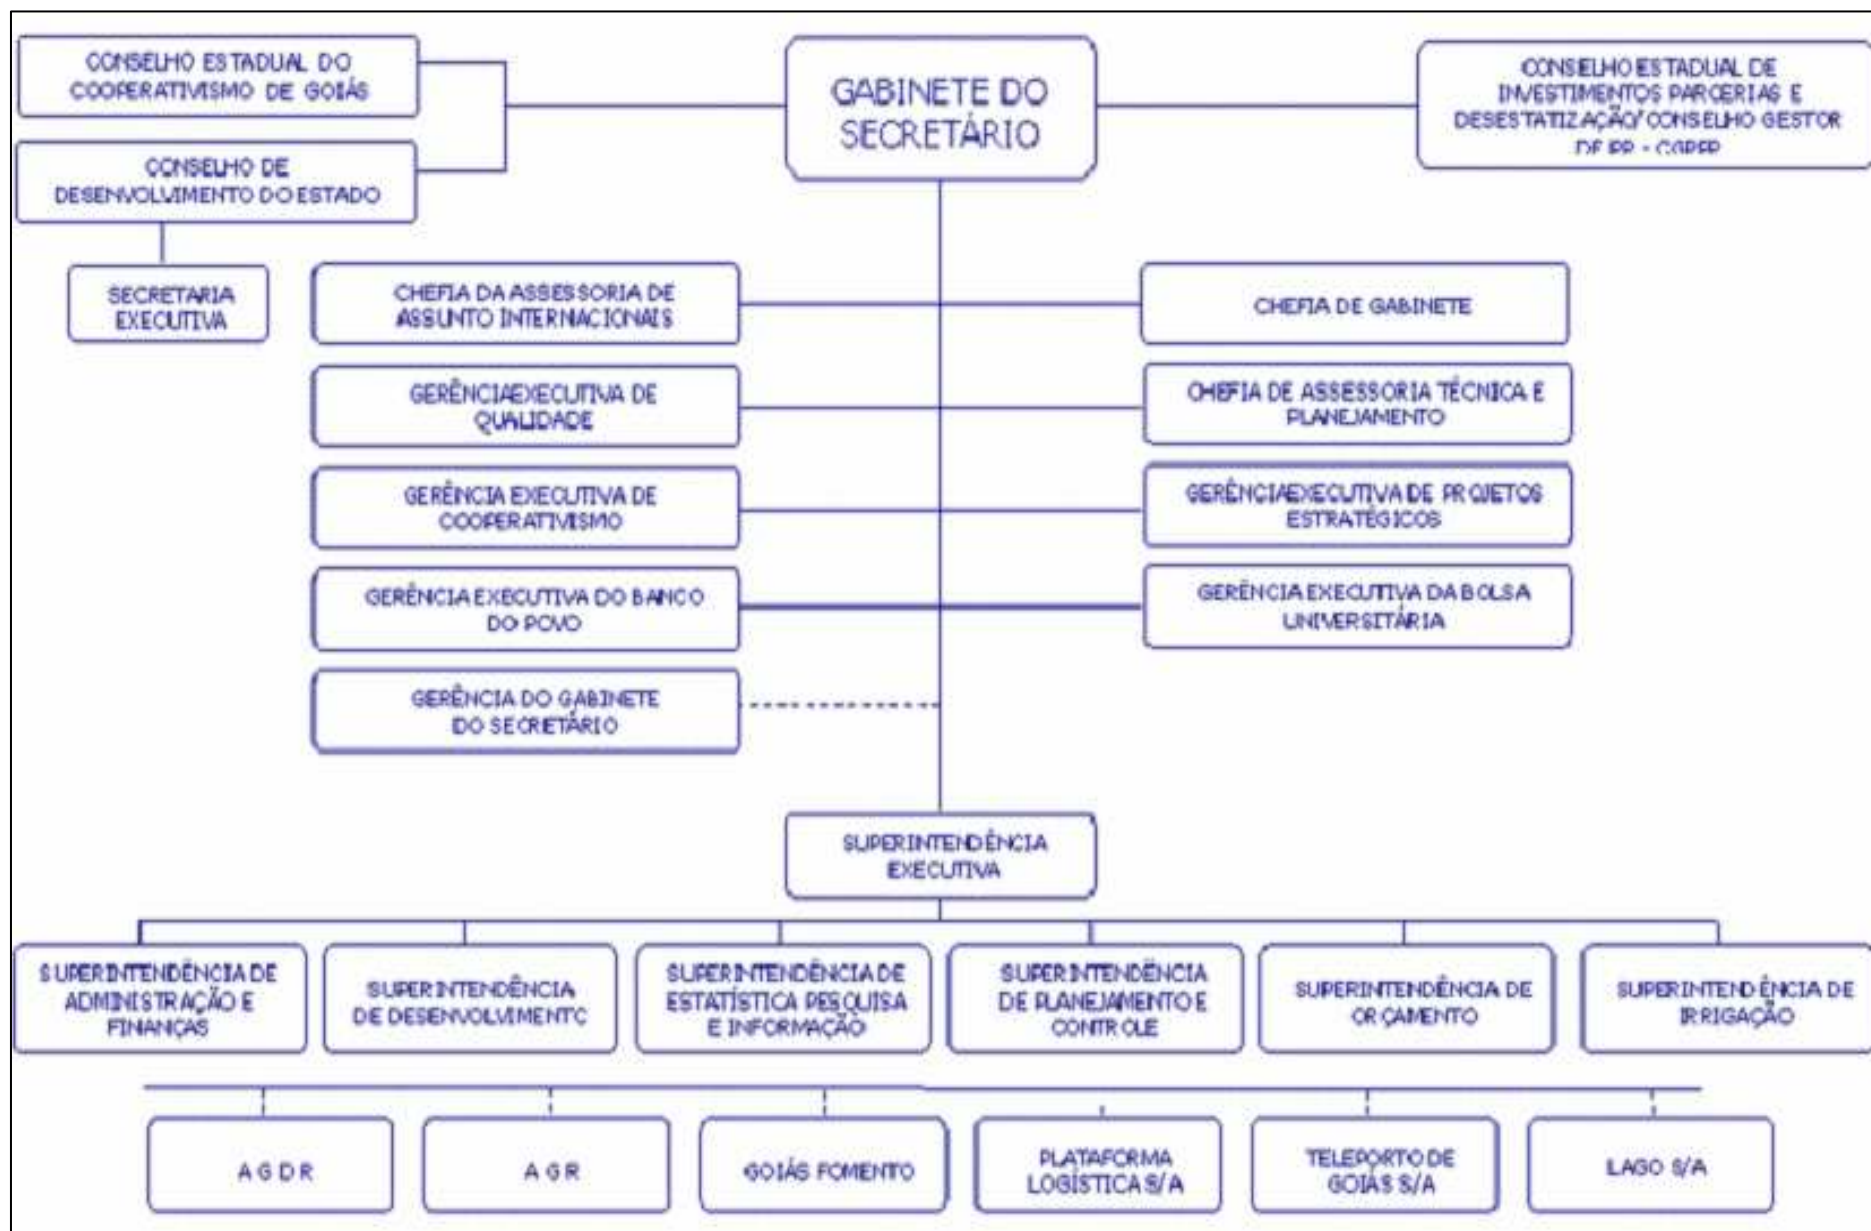 CONSELHO ESTADUAL DO
COOPERATIVISMO DE GOIÁS
GABINETE DO
SECRETÁRIO
CONSELHO ESTADUAL DE
INVESTIMENTOS PARCERIAS E
DESESTATIZAÇÃO/CONSELHO GESTOR
CONSELHO DE
DESENVOLVIMENTO DO ESTADO
SECRETARIA
EXECUTIVA
CHEFIA DA ASSESSORIA DE
ASSUNTO INTERNACIONAIS
CHEFIA DE GABINETE
GERÊNCIA EXECUTIVA DE
QUALIDADE
CHEFIA DE ASSESSORIA TÉCNICA E
PLANEJAMENTO
GERÊNCIA EXECUTIVA DE
COOPERATIVISMO
GERÊNCIA EXECUTIVA DE PROJETOS
ESTRATÉGICOS
GERÊNCIA EXECUTIVA DO BANCO
DO POVO
GERÊNCIA EXECUTIVA DA BOLSA
UNIVERSITÁRIA
GERÊNCIA DO GABINETE
DO SECRETÁRIO
SUPERINTENDÊNCIA
EXECUTIVA
SUPERINTENDÊNCIA DE
ADMINISTRAÇÃO E
FINANÇAS
SUPERINTENDÊNCIA
DE DESENVOLVIMENTO
SUPERINTENDÊNCIA DE
ESTATÍSTICA PESQUISA
E INFORMAÇÃO
SUPERINTENDÊNCIA
DE PLANEJAMENTO E
CONTROLE
SUPERINTENDÊNCIA DE
ORÇAMENTO
SUPERINTENDÊNCIA DE
IRRIGAÇÃO
A G D R
A G R
GOIÁS FOMENTO
PLATAFORMA
LOGÍSTICA S/A
TELEPORTO DE
GOIÁS S/A
LAGO S/A